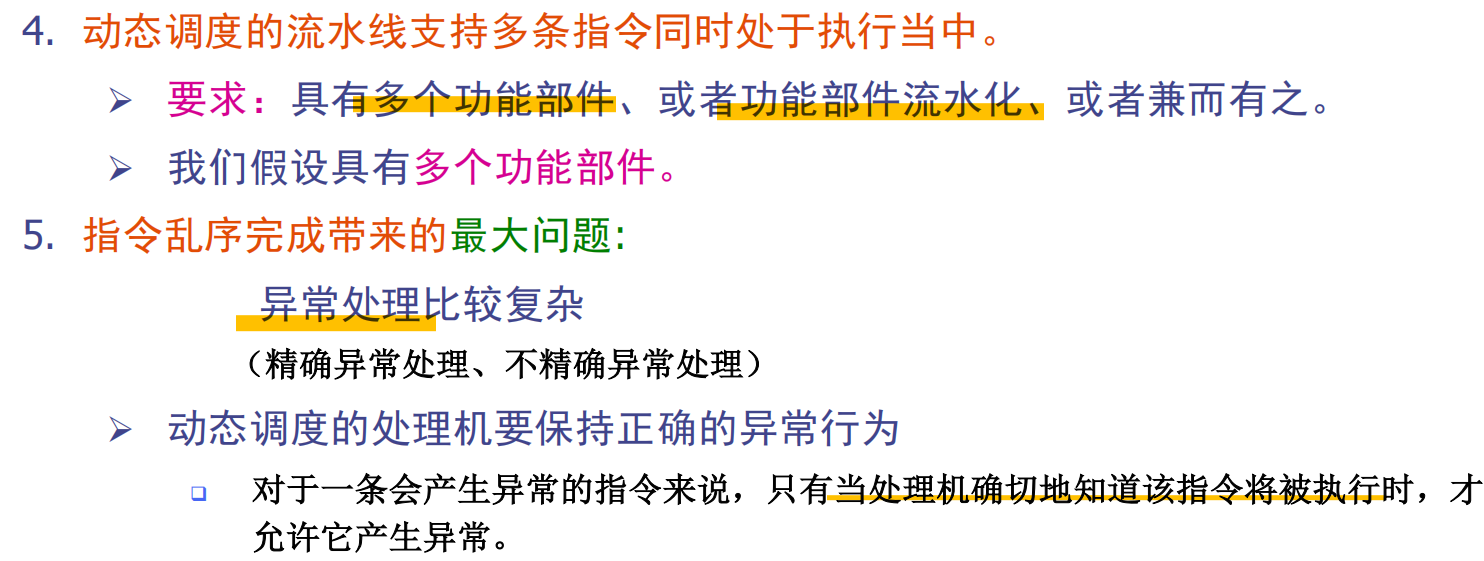 4. 动态调度的流水线支持多条指令同时处于执行当中。
➢ 要求：具有多个功能部件、或者功能部件流水化、或者兼而有之。
➢ 我们假设具有多个功能部件。
5. 指令乱序完成带来的最大问题:
异常处理比较复杂
（精确异常处理、不精确异常处理）
➢ 动态调度的处理机要保持正确的异常行为
❑ 对于一条会产生异常的指令来说，只有当处理机确切地知道该指令将被执行时，才
允许它产生异常。